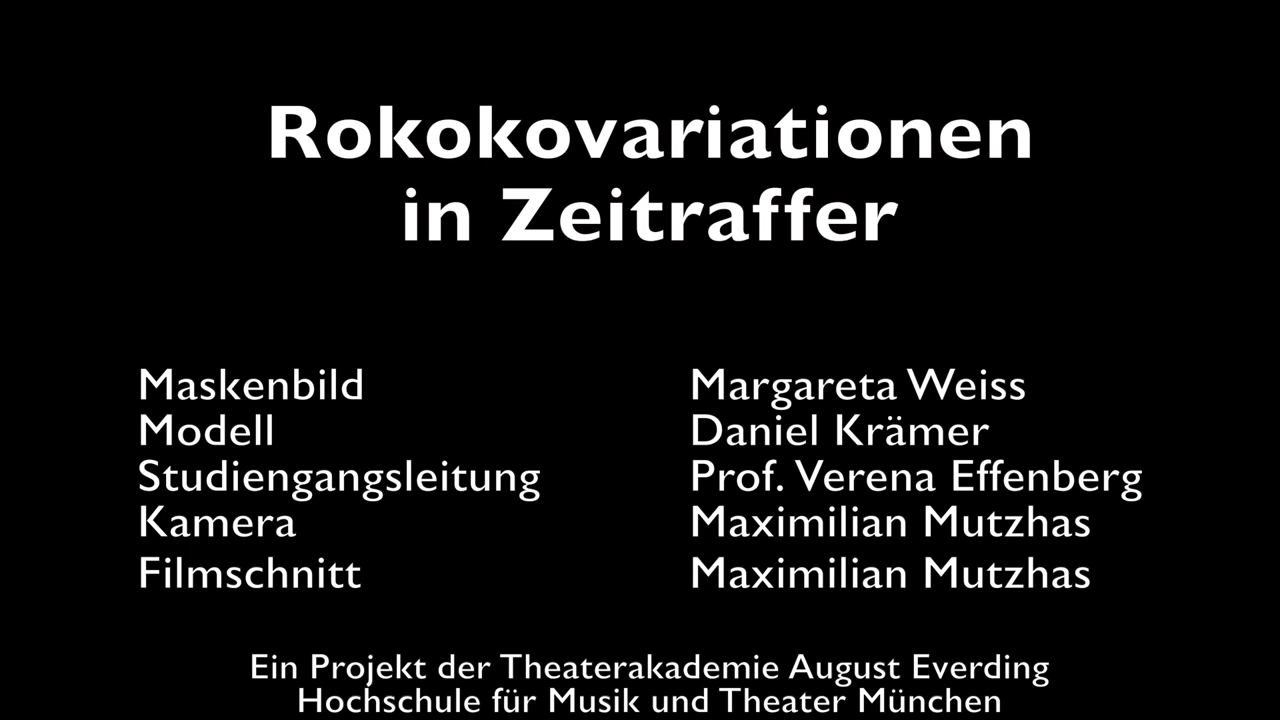 Rokokovariationen
in Zeitraffer
Maskenbild Margareta Weiss
Modell Daniel Krämer
Studiengangsleitung Prof. Verena Effenberg
Kamera Maximilian Mutzhas
Filmschnitt Maximilian Mutzhas
Ein Projekt der Theaterakademie August Everding
Hochschule für Musik und Theater München